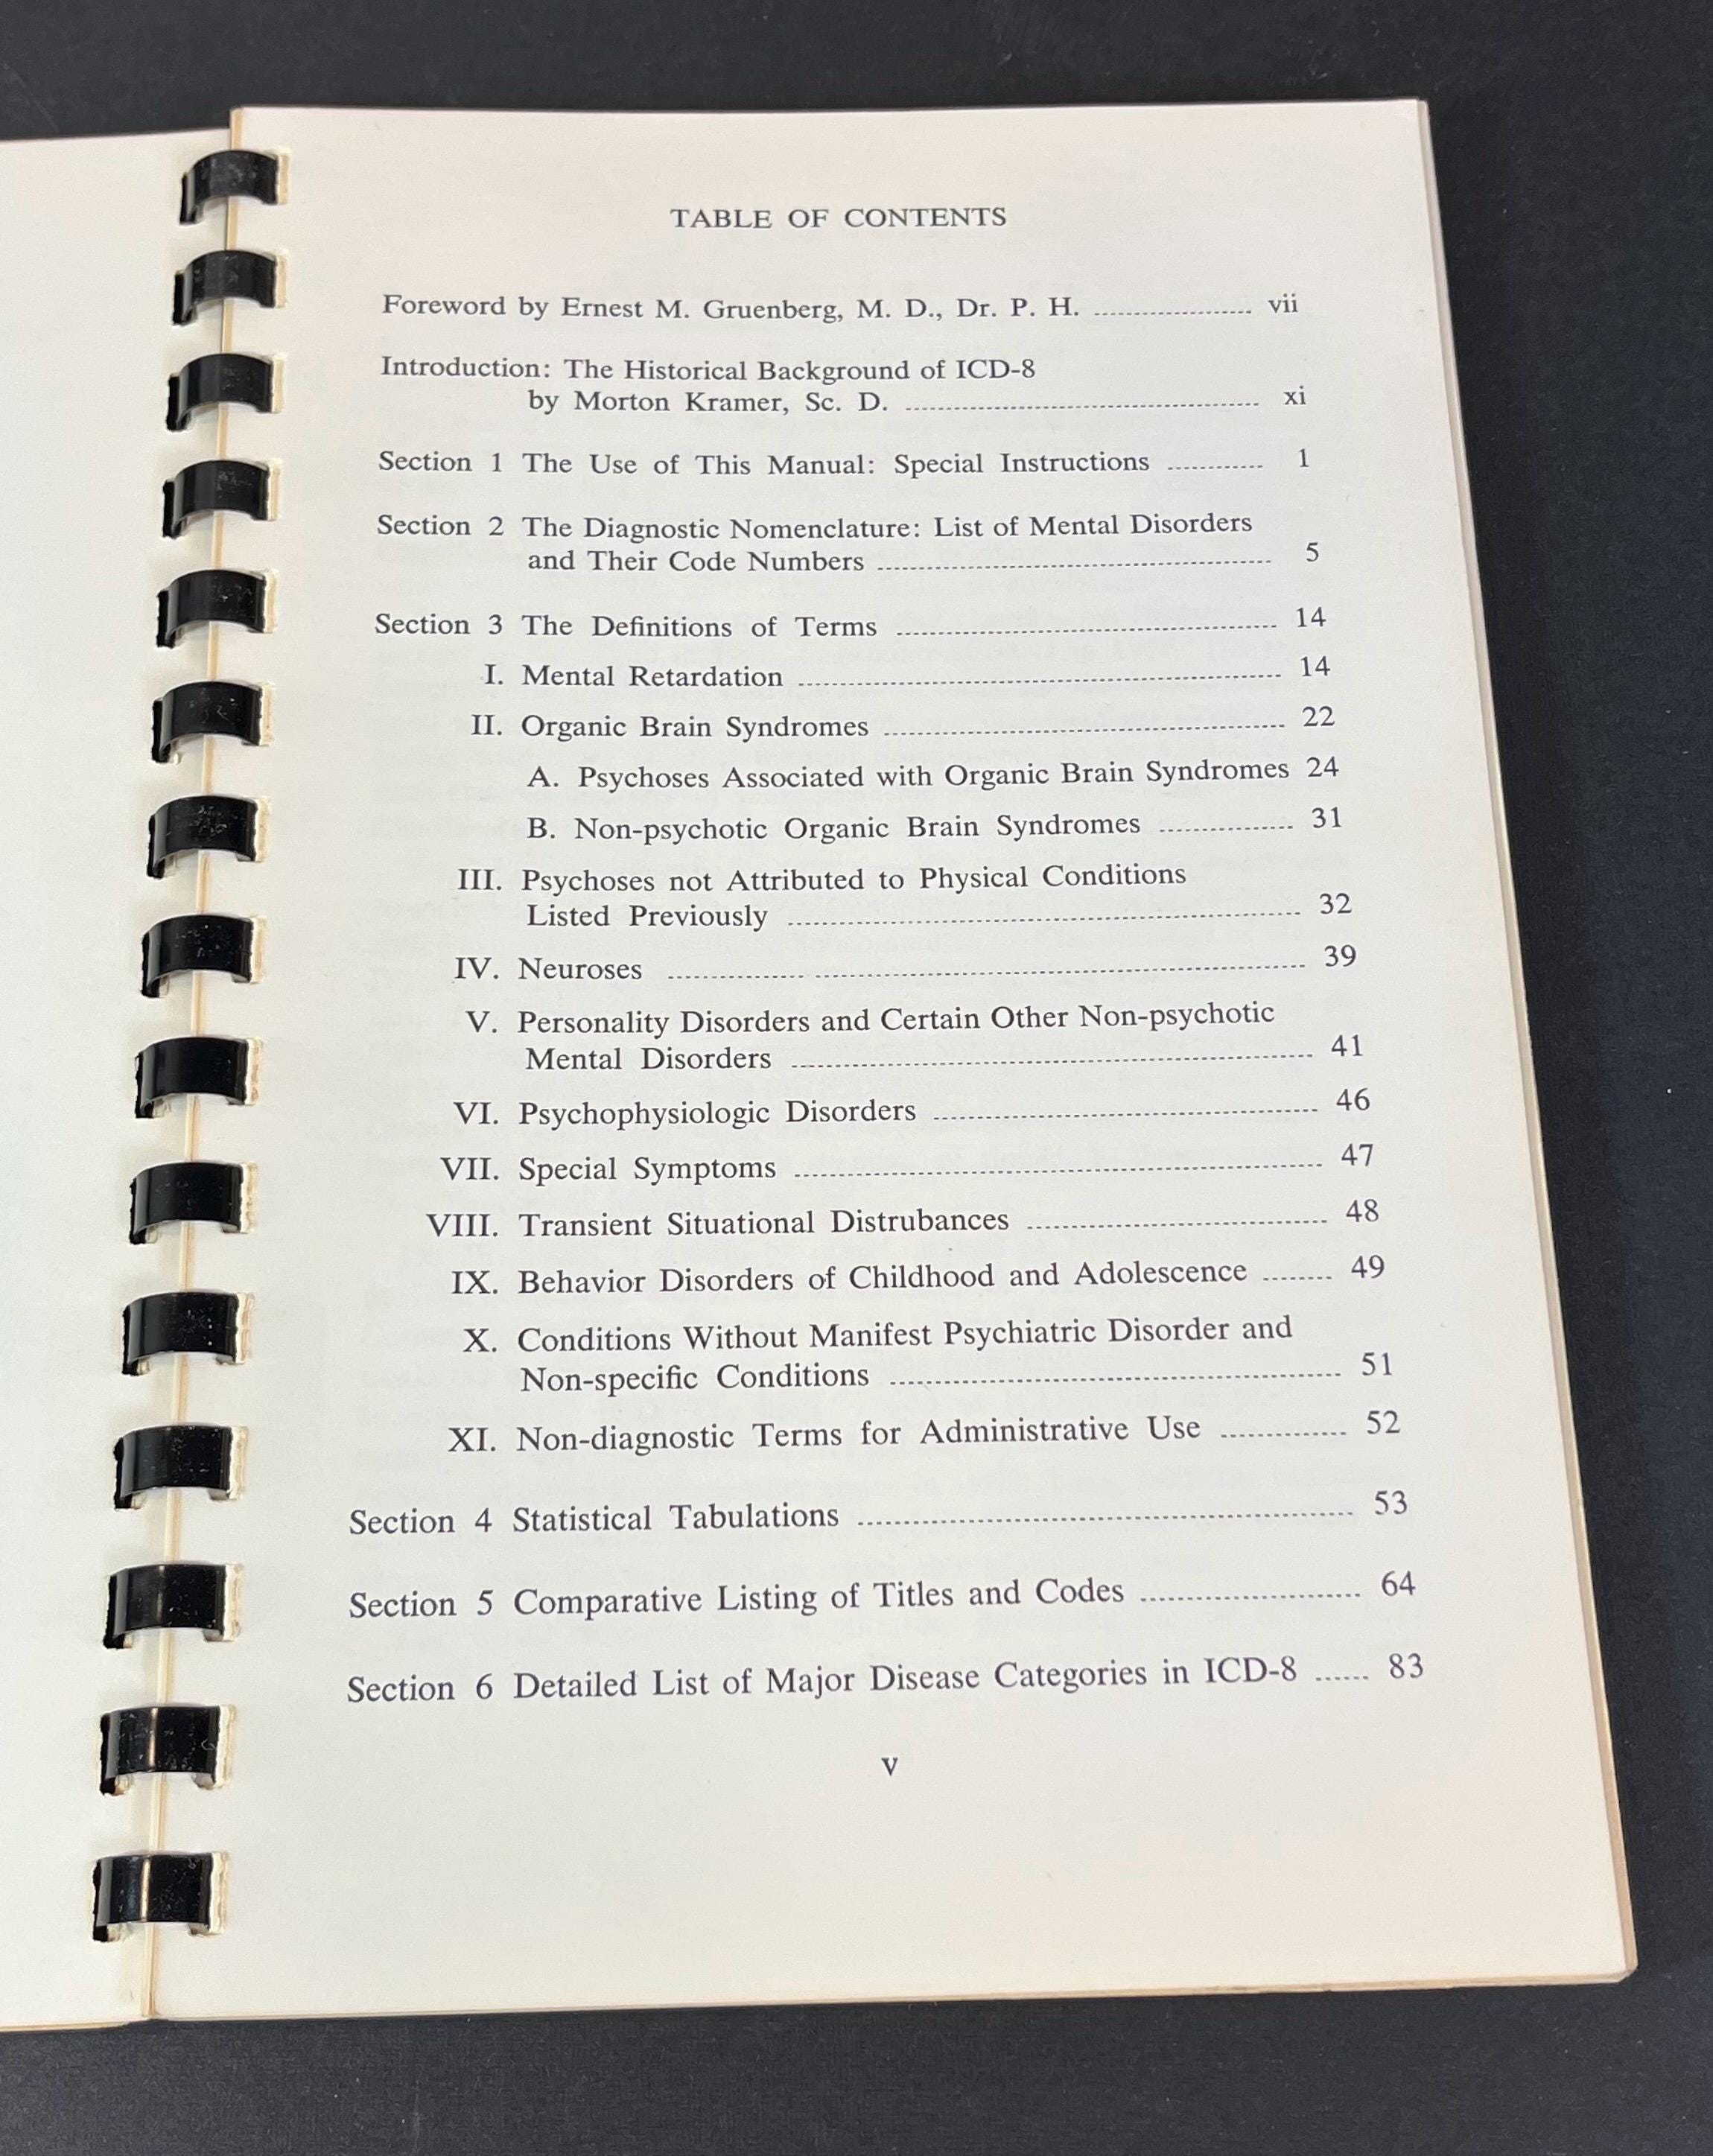 TABLE OF CONTENTS
Foreword by Ernest M. Gruenberg, M. D., Dr. P. H. .................... vii
Introduction: The Historical Background of ICD-8
by Morton Kramer, Sc. D. .................... xi
Section 1 The Use of This Manual: Special Instructions ............ 1
Section 2 The Diagnostic Nomenclature: List of Mental Disorders
and Their Code Numbers .................... 5
Section 3 The Definitions of Terms .................... 14
I. Mental Retardation .................... 14
II. Organic Brain Syndromes .................... 22
A. Psychoses Associated with Organic Brain Syndromes 24
B. Non-psychotic Organic Brain Syndromes ................ 31
III. Psychoses not Attributed to Physical Conditions
Listed Previously .................... 32
IV. Neuroses .................... 39
V. Personality Disorders and Certain Other Non-psychotic
Mental Disorders .................... 41
VI. Psychophysiologic Disorders .................... 46
VII. Special Symptoms .................... 47
VIII. Transient Situational Distrubances .................... 48
IX. Behavior Disorders of Childhood and Adolescence ........ 49
X. Conditions Without Manifest Psychiatric Disorder and
Non-specific Conditions .................... 51
XI. Non-diagnostic Terms for Administrative Use .............. 52
Section 4 Statistical Tabulations .................... 53
Section 5 Comparative Listing of Titles and Codes .................... 64
Section 6 Detailed List of Major Disease Categories in ICD-8 ...... 83
v